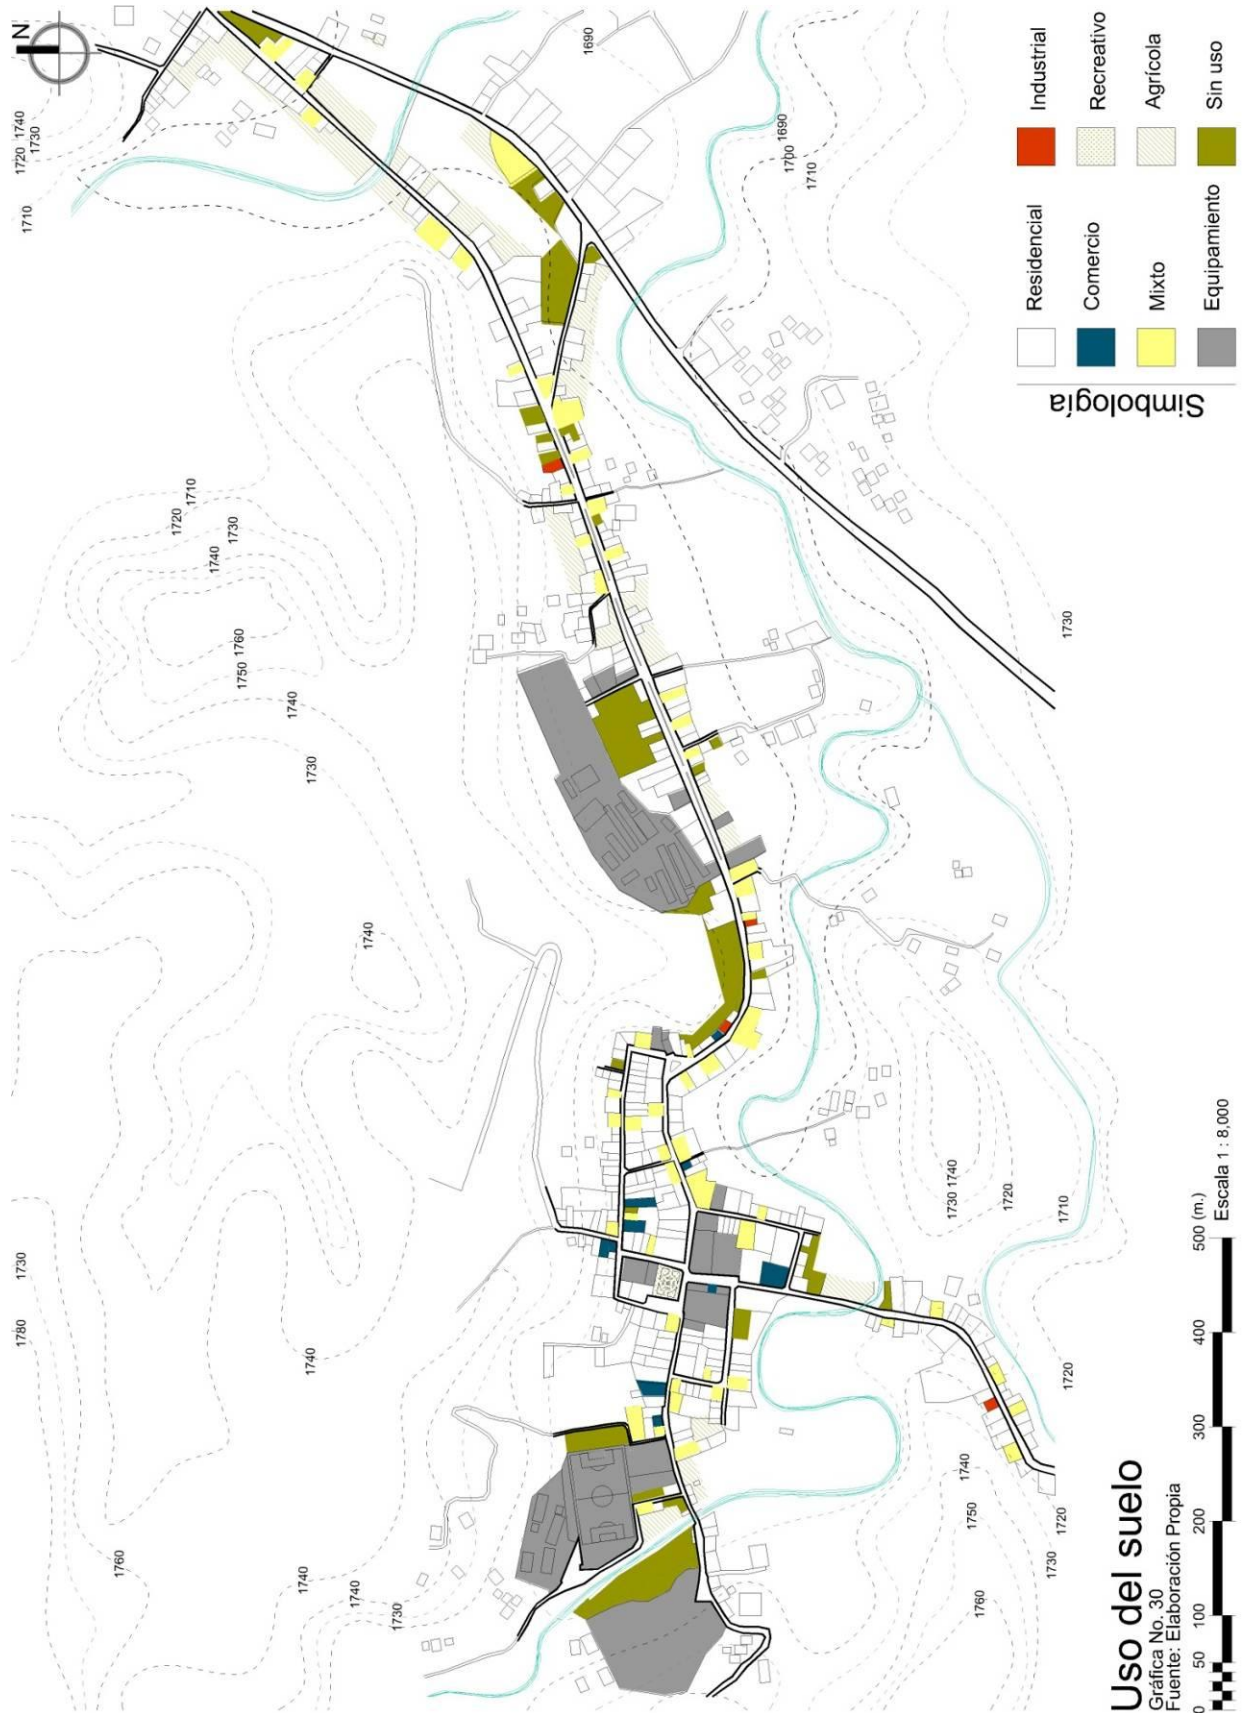 N
1720 1740
1730
1710
1690
1700
1690
1710
1720
1710
1740
1730
1760
1750
1740
1730
1740
1730
1730
1780
1740
1730 1740
1720
1710
1720
1760
1740
1740
1730
1740
1750
1720
1730
1760
Simbología
Residencial
Industrial
Comercio
Recreativo
Mixto
Agrícola
Equipamiento
Sin uso
Uso del suelo
Gráfica No. 30
Fuente: Elaboración Propia
0 50 100 200 300 400 500 (m.)
Escala 1 : 8,000